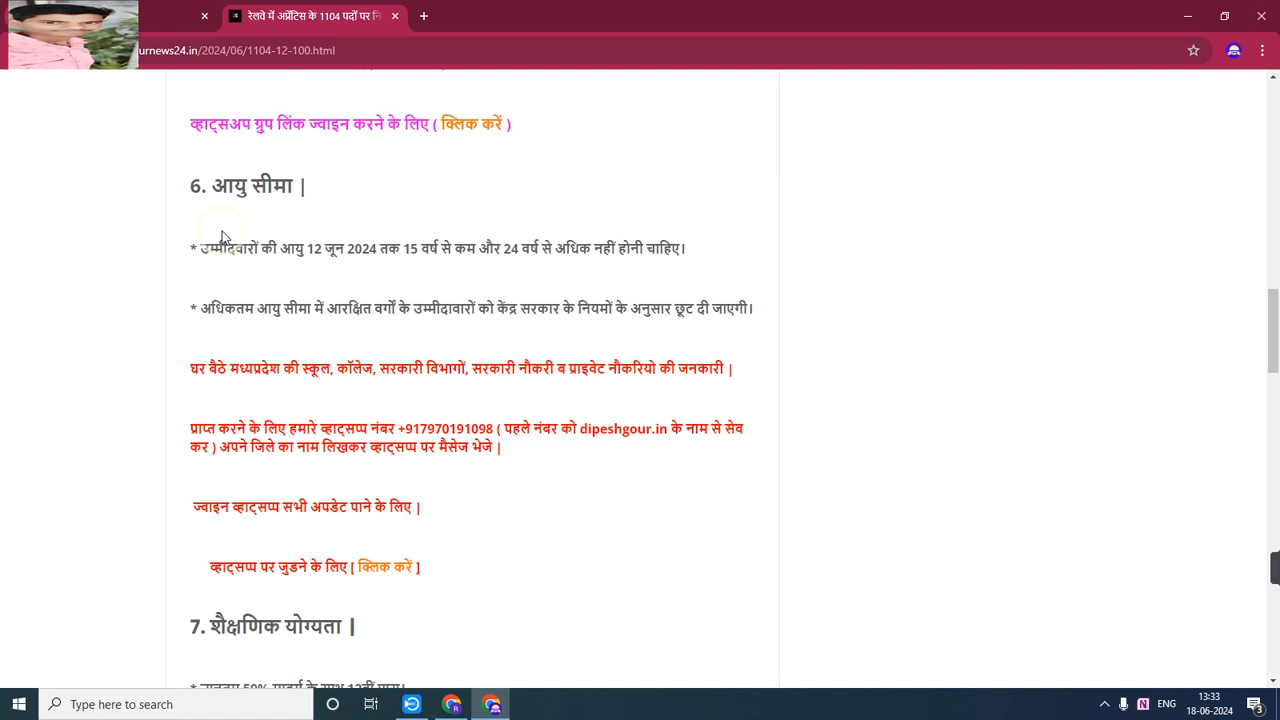 रेलवे में अप्रेंटिस के 1104 पदों पर नि
urnews24.in/2024/06/1104-12-100.html
व्हाट्सअप ग्रुप लिंक ज्वाइन करने के लिए ( क्लिक करें )
6. आयु सीमा |
* उम्मीदवारों की आयु 12 जून 2024 तक 15 वर्ष से कम और 24 वर्ष से अधिक नहीं होनी चाहिए।
* अधिकतम आयु सीमा में आरक्षित वर्गों के उम्मीदावारों को केंद्र सरकार के नियमों के अनुसार छूट दी जाएगी।
घर बैठे मध्यप्रदेश की स्कूल, कॉलेज, सरकारी विभागों, सरकारी नौकरी ब प्राइवेट नौकरियो की जनकारी |
प्राप्त करने के लिए हमारे व्हाट्सप्प नंबर +917970191098 ( पहले नंबर को dipeshgour.in के नाम से सेव
कर ) अपने जिले का नाम लिखकर व्हाट्सप्प पर मैसेज भेजे |
ज्वाइन व्हाट्सप्प सभी अपडेट पाने के लिए |
व्हाट्सप्प पर जुडने के लिए [ क्लिक करें ]
7. शैक्षणिक योग्यता |
Type here to search
ENG
13:33
18-06-2024